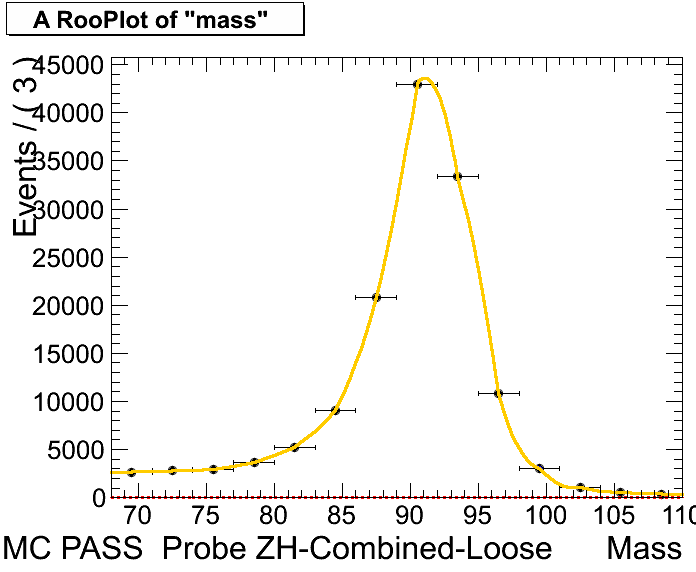 A RooPlot of "mass"
Events / ( 3 )
45000
40000
35000
30000
25000
20000
15000
10000
5000
0
70 75 80 85 90 95 100 105 110
MC PASS Probe ZH-Combined-Loose Mass